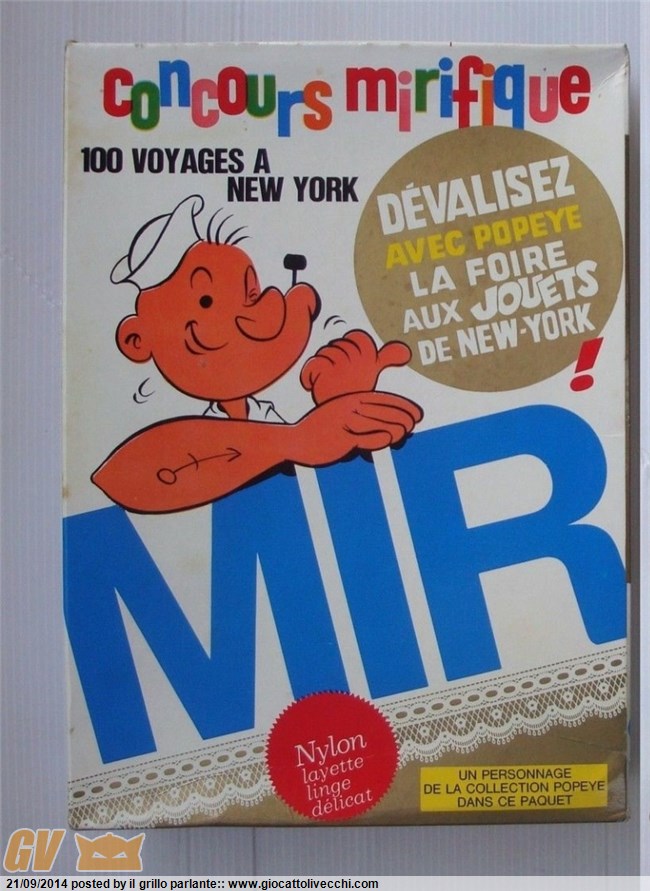 concours mirifique
100 VOYAGES A
NEW YORK
DÉVALISEZ
AVEC POPEYE
LA FOIRE
AUX JOUETS
DE NEW-YORK
!
MIR
Nylon
layette
linge
délicat
UN PERSONNAGE
DE LA COLLECTION POPEYE
DANS CE PAQUET
GV
21/09/2014 posted by il grillo parlante:: www.giocattolivecchi.com